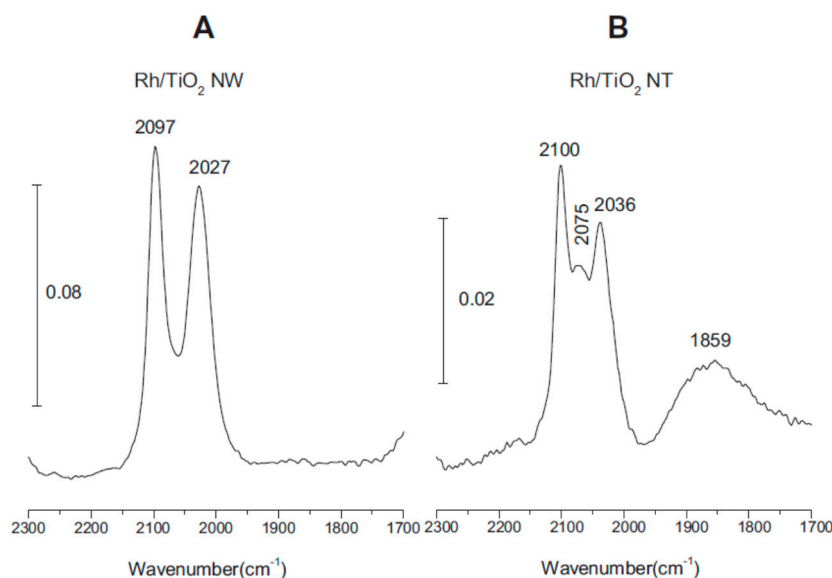 A
Rh/TiO₂ NW
2097
2027
0.08
2300 2200 2100 2000 1900 1800 1700
Wavenumber(cm⁻¹)
B
Rh/TiO₂ NT
2100
2075
2036
0.02
1859
2300 2200 2100 2000 1900 1800 1700
Wavenumber(cm⁻¹)